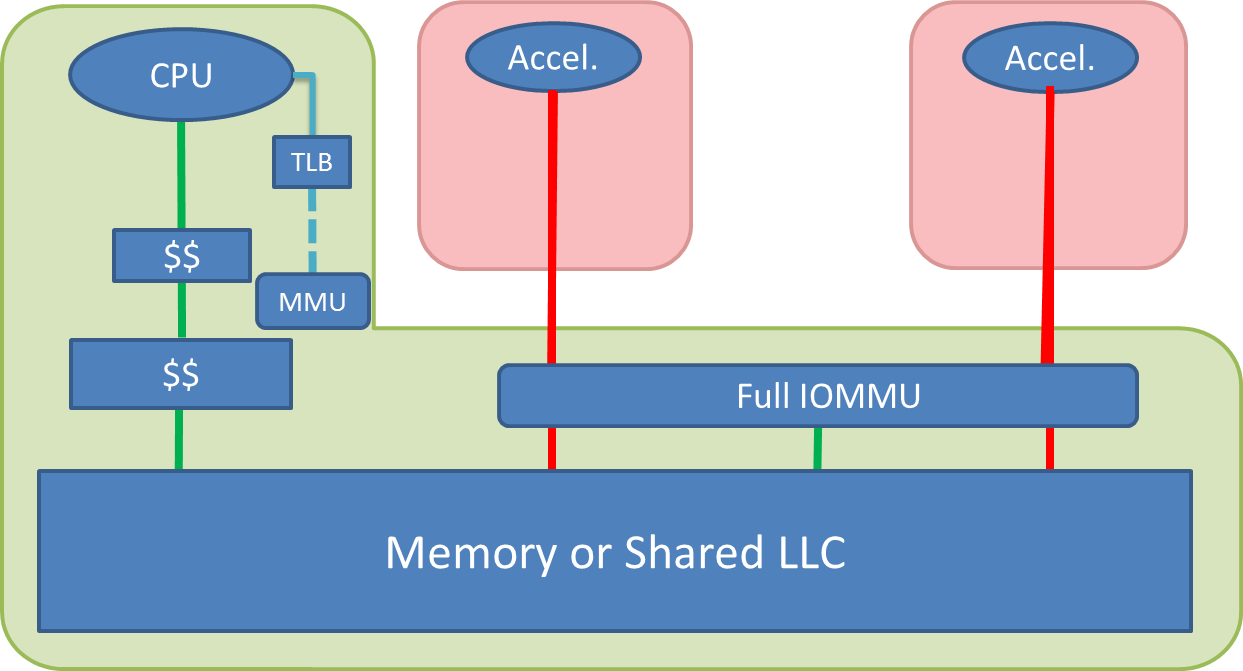 CPU
Accel.
Accel.
TLB
$$
MMU
$$
Full IOMMU
Memory or Shared LLC